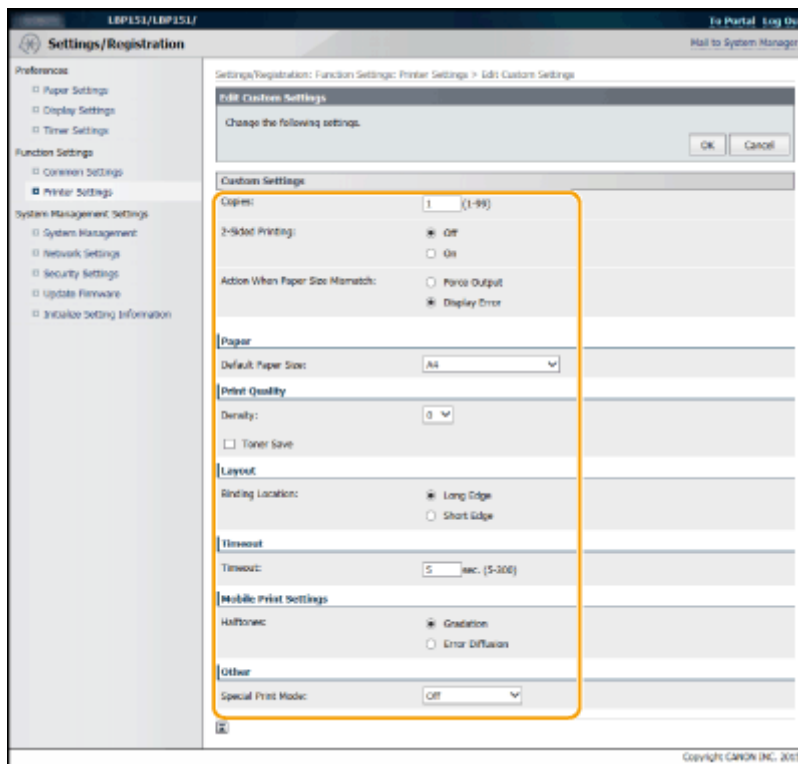 LBP151/LBP151/
To Portal Log Ou
Settings/Registration
Mail to System Manager
Preferences
Paper Settings
Display Settings
Timer Settings
Function Settings
Common Settings
Printer Settings
System Management Settings
System Management
Network Settings
Security Settings
Update Firmware
Initialize Setting Information
Settings/Registration: Function Settings: Printer Settings > Edit Custom Settings
Edit Custom Settings
Change the following settings.
OK Cancel
Custom Settings
Copies: 1 (1-99)
2-Sided Printing: Off
On
Action When Paper Size Mismatch: Force Output
Display Error
Paper
Default Paper Size: A4
Print Quality
Density: 0
Toner Save
Layout
Binding Location: Long Edge
Short Edge
Timeout
Timeout: 5 sec. (5-300)
Mobile Print Settings
Halftones: Gradation
Error Diffusion
Other
Special Print Mode: Off
Copyright CANON INC. 2015